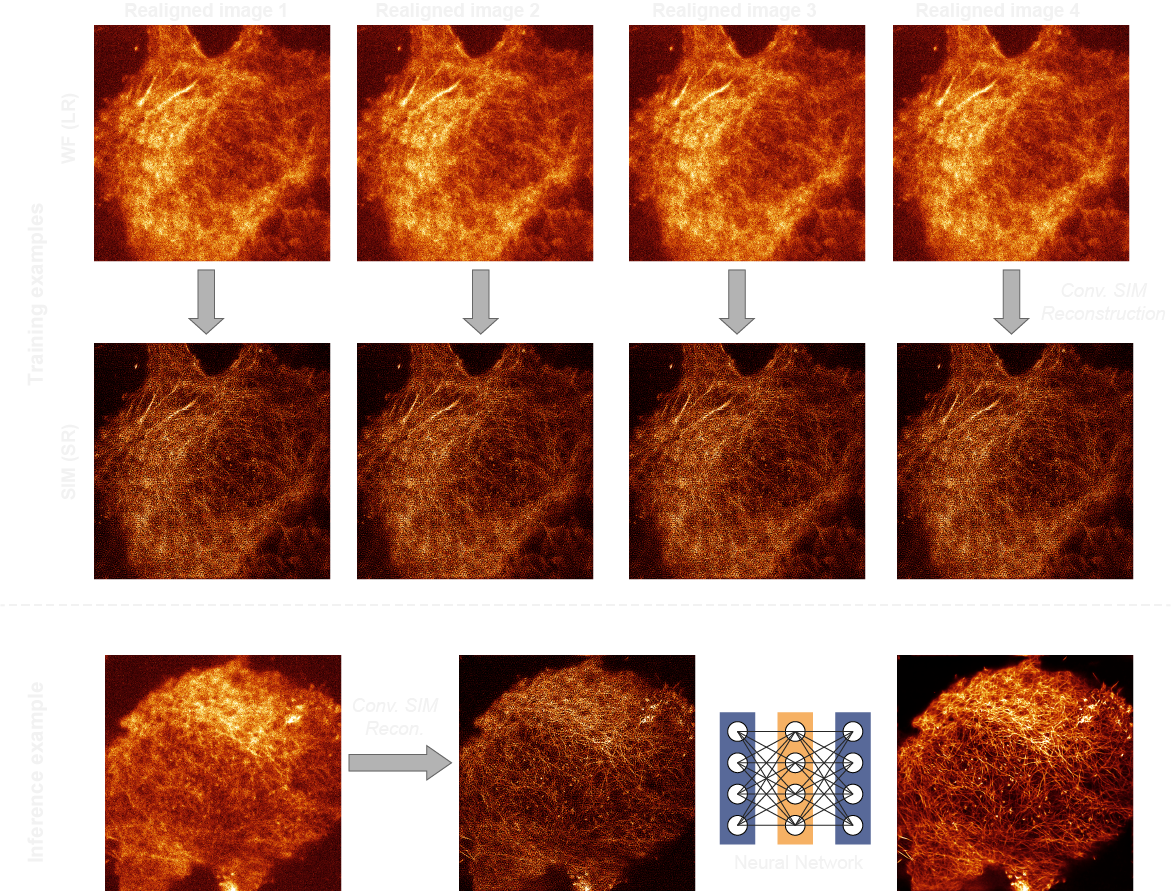 Realigned image 1
Realigned image 2
Realigned image 3
Realigned image 4
Training examples
WF (LR)
Conv. SIM
Reconstruction
SIM (SR)
Inference example
Conv. SIM
Recon.
Neural Network